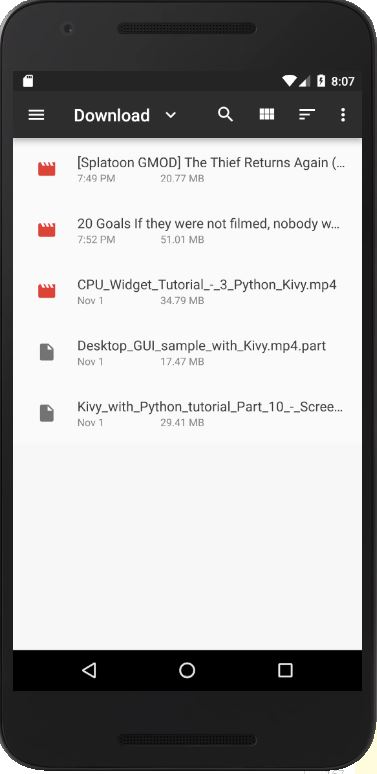 8:07
Download
[Splatoon GMOD] The Thief Returns Again (...
7:49 PM 20.77 MB
20 Goals If they were not filmed, nobody w...
7:52 PM 51.01 MB
CPU_Widget_Tutorial_-_3_Python_Kivy.mp4
Nov 1 34.79 MB
Desktop_GUI_sample_with_Kivy.mp4.part
Nov 1 17.47 MB
Kivy_with_Python_tutorial_Part_10_-_Scree...
Nov 1 29.41 MB